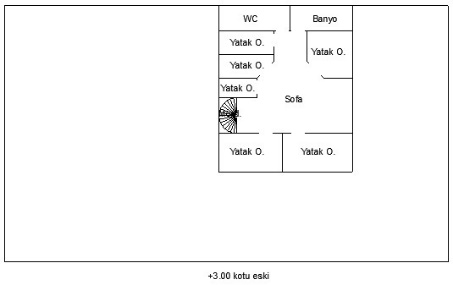 WC
Banyo
Yatak O.
Yatak O.
Yatak O.
Yatak O.
Sofa
Yatak O.
Yatak O.
+3.00 kotu eski